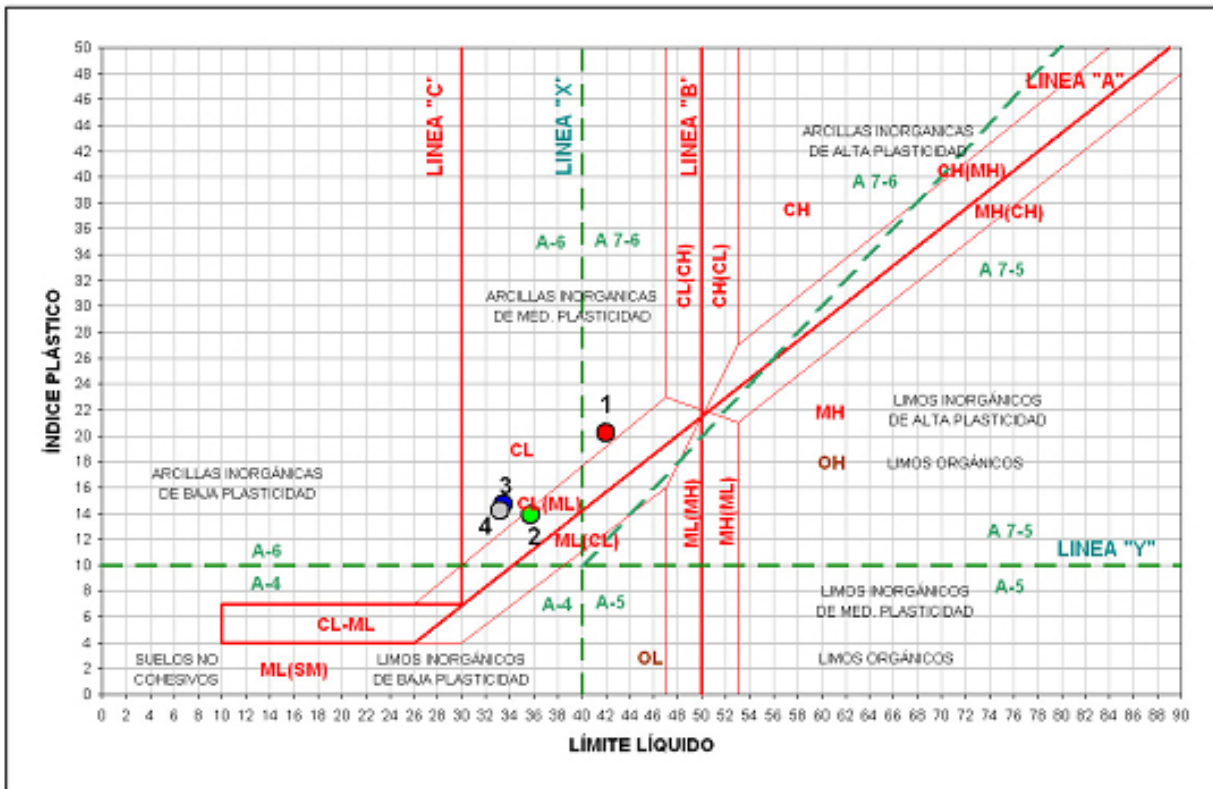 50
48
46
44
42
40
38
36
34
32
30
28
26
24
22
20
18
16
14
12
10
8
6
4
2
0
ÍNDICE PLÁSTICO
LINEA "C"
LINEA "X"
LINEA "B"
LINEA "A"
ARCILLAS INORGANICAS
DE ALTA PLASTICIDAD
CH(MH)
A 7-6
CH
MH(CH)
A-6
A 7-6
CL(CH)
CH(CL)
A 7-5
ARCILLAS INORGANICAS
DE MED. PLASTICIDAD
1
MH
LIMOS INORGÁNICOS
DE ALTA PLASTICIDAD
CL
OH
LIMOS ORGÁNICOS
ARCILLAS INORGÁNICAS
DE BAJA PLASTICIDAD
3
CL(ML)
4
2
ML(CL)
ML(MH)
MH(ML)
A 7-5
LINEA "Y"
A-6
A-4
A-4
A-5
LIMOS INORGÁNICOS
DE MED. PLASTICIDAD
A-5
CL-ML
SUELOS NO
COHESIVOS
ML(SM)
LIMOS INORGÁNICOS
DE BAJA PLASTICIDAD
OL
LIMOS ORGÁNICOS
0 2 4 6 8 10 12 14 16 18 20 22 24 26 28 30 32 34 36 38 40 42 44 46 48 50 52 54 56 58 60 62 64 66 68 70 72 74 76 78 80 82 84 86 88 90
LÍMITE LÍQUIDO